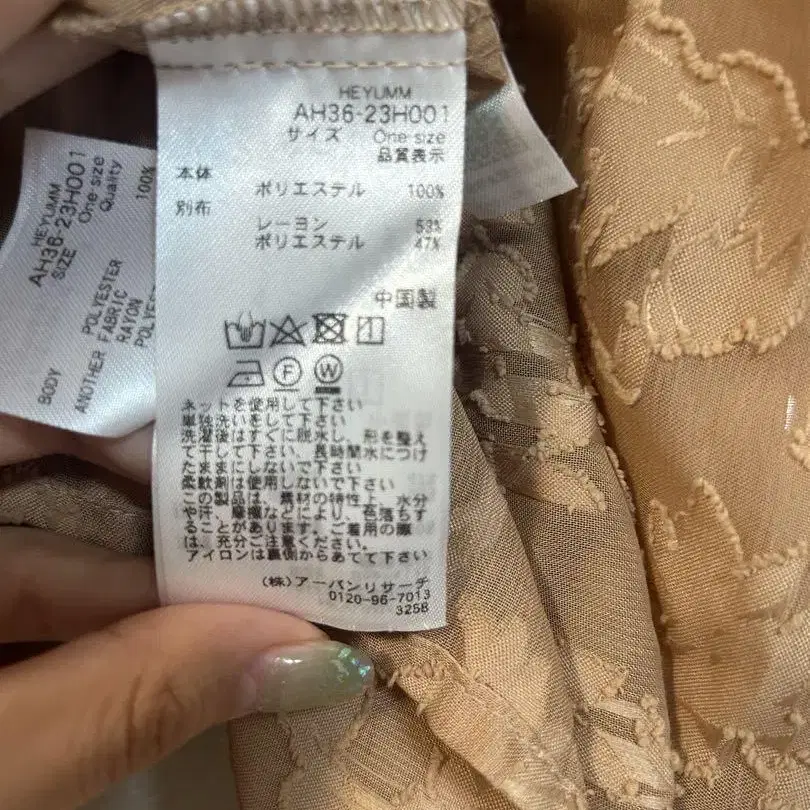 HEYUMM
AH36-23H001
サイズ One size
品質表示
本体
ポリエステル 100%
別布
レーヨン 53%
ポリエステル 47%
中国製
F W
ネットを使用して下さい
単独洗いをして下さい
洗濯後はすぐに脱水し、形を整え
て干して下さい、長時間水につけ
たままにしないで下さい
柔軟剤は使用しないで下さい
この製品は、素材の特性上、水分
や汗、摩擦などにより、色落ちす
ることがあります。ご着用の際
は、充分ご注意ください。
アイロンは裏側からあてて下さい
(株)アーバンリサーチ
0120-96-7013
3258
HEYUMM
AH36-23H001
SIZE One size
Quality
BODY
POLYESTER 100%
ANOTHER FABRIC
RAYON